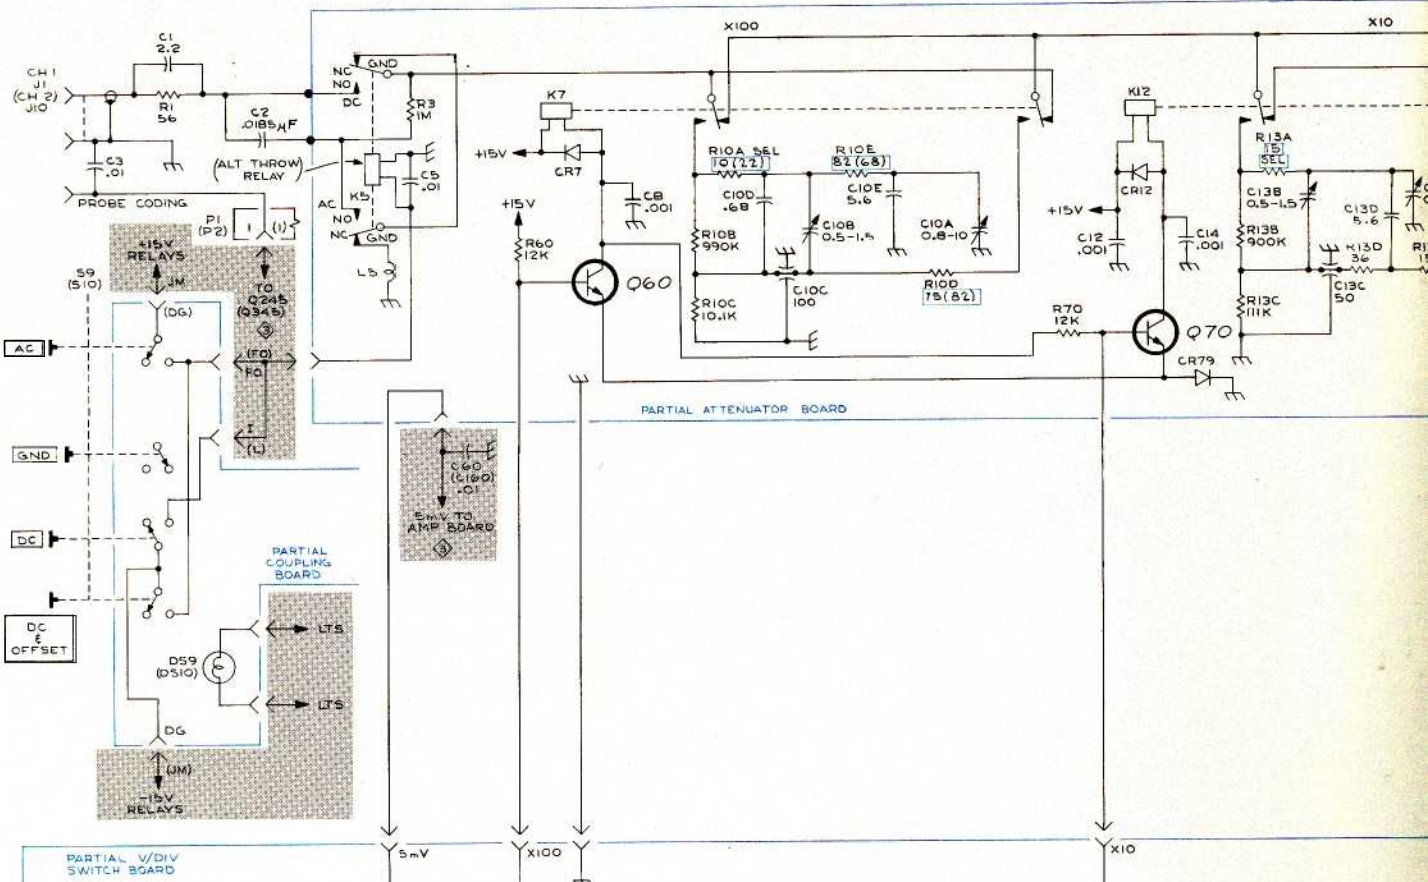 X100
X10
C1
2.2
CH 1
J1
(CH 2)
J10
R1
56
C2
.0185µF
C3
.01
NC
NO
DC
GND
R3
1M
(ALT THROW
RELAY)
K5
C5
.01
AC
NO
NC
GND
L5
PROBE CODING
P1
(P2)
1
(1)
+15V
RELAYS
S9
(S10)
JM
(DG)
TO
Q245
(Q345)
3
AC
(FO)
FO
I
(L)
GND
DC
DC
&
OFFSET
PARTIAL
COUPLING
BOARD
DS9
(DS10)
LTS
LTS
DG
(JM)
-15V
RELAYS
C60
(C160)
.01
5mV TO
AMP BOARD
3
K7
+15V
CR7
C8
.001
+15V
R60
12K
Q60
R10A SEL
10(22)
R10E
82(68)
C10D
.68
C10E
5.6
C10B
0.5-1.5
C10A
0.8-10
R10B
990K
R10C
10.1K
C10C
100
R10D
75(82)
K12
CR12
+15V
C12
.001
C14
.001
R70
12K
Q70
CR79
R13A
15
SEL
C13B
0.5-1.5
C13D
5.6
R13B
900K
R13D
36
C13C
50
R13C
111K
PARTIAL ATTENUATOR BOARD
PARTIAL V/DIV
SWITCH BOARD
5mV
X100
X10